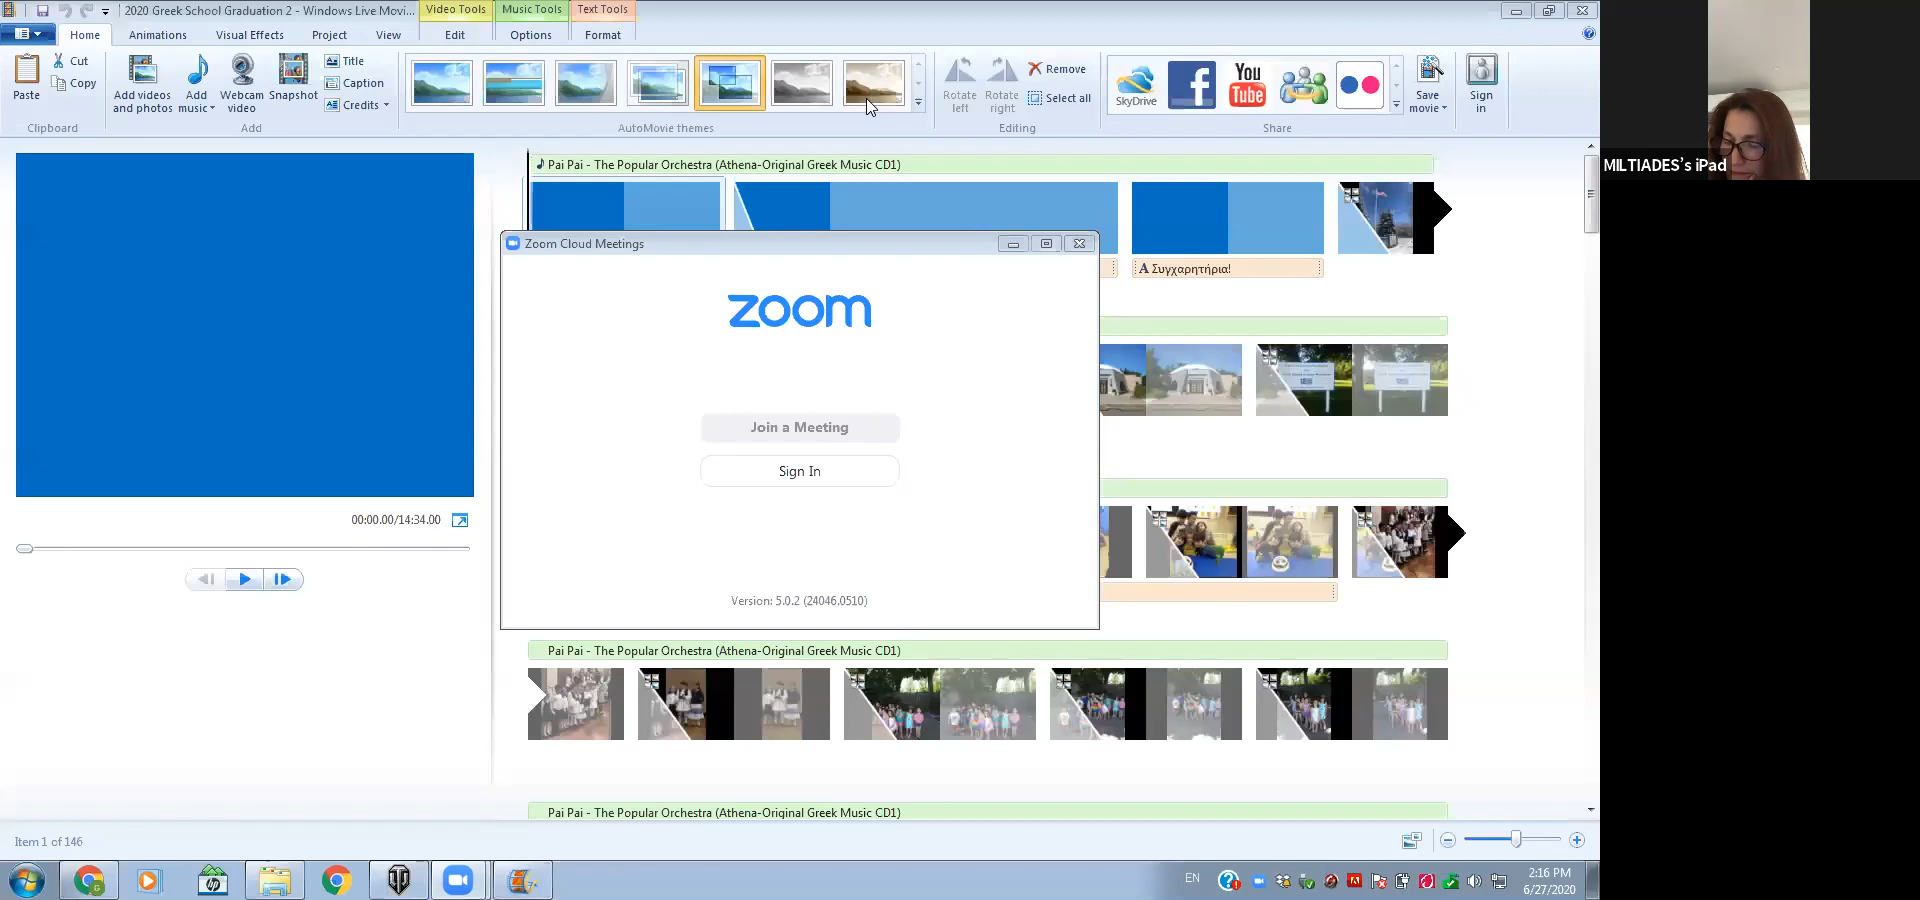 2020 Greek School Graduation 2 - Windows Live Movi...
Video Tools
Music Tools
Text Tools
Home
Animations
Visual Effects
Project
View
Edit
Options
Format
Paste
Cut
Copy
Clipboard
Add videos
and photos
Add
music
Webcam
video
Snapshot
Title
Caption
Credits
Add
AutoMovie themes
Rotate
left
Rotate
right
Remove
Select all
Editing
SkyDrive
You
Tube
Share
Save
movie
Sign
in
MILTIADES's iPad
Pai Pai - The Popular Orchestra (Athena-Original Greek Music CD1)
A Συγχαρητήρια!
Zoom Cloud Meetings
zoom
Join a Meeting
Sign In
Version: 5.0.2 (24046.0510)
00:00.00/14:34.00
Pai Pai - The Popular Orchestra (Athena-Original Greek Music CD1)
Pai Pai - The Popular Orchestra (Athena-Original Greek Music CD1)
Item 1 of 146
EN
2:16 PM
6/27/2020